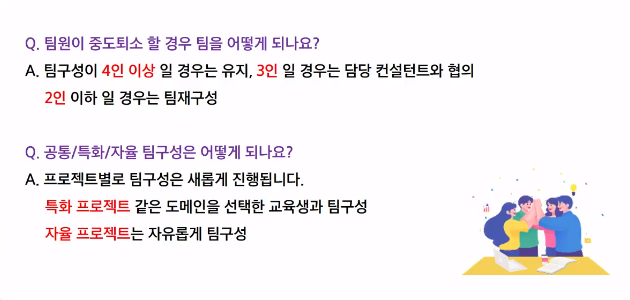 Q. 팀원이 중도퇴소 할 경우 팀을 어떻게 되나요?
A. 팀구성이 4인 이상 일 경우는 유지, 3인 일 경우는 담당 컨설턴트와 협의
2인 이하 일 경우는 팀재구성
Q. 공통/특화/자율 팀구성은 어떻게 되나요?
A. 프로젝트별로 팀구성은 새롭게 진행됩니다.
특화 프로젝트 같은 도메인을 선택한 교육생과 팀구성
자율 프로젝트는 자유롭게 팀구성